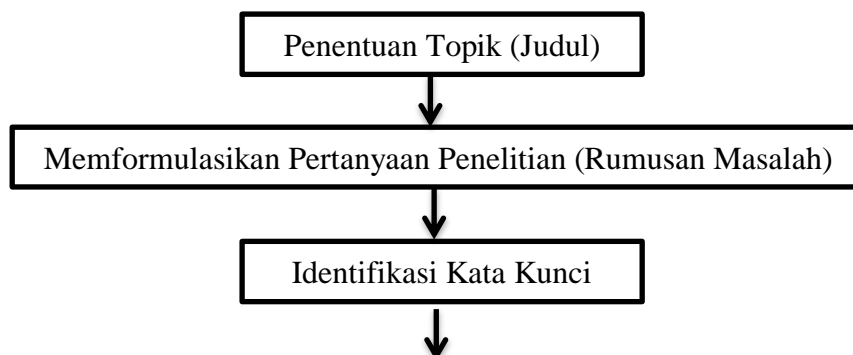 Penentuan Topik (Judul)
Memformulasikan Pertanyaan Penelitian (Rumusan Masalah)
Identifikasi Kata Kunci